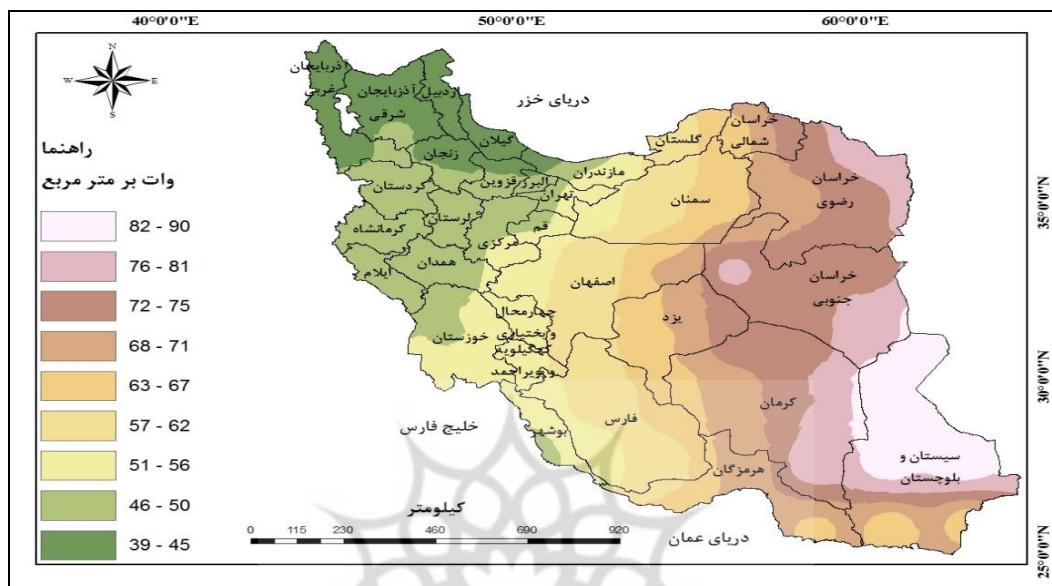 40°0'0"E 50°0'0"E 60°0'0"E
N
W E
S
راهنما
وات بر متر مربع
82 - 90
76 - 81
72 - 75
68 - 71
63 - 67
57 - 62
51 - 56
46 - 50
39 - 45
آذربایجان
غربی
آذربایجان
شرقی
اردبیل
دریای خزر
گیلان
زنجان
کردستان
قزوین
البرز
تهران
مازندران
گلستان
خراسان
شمالی
خراسان
رضوی
سمنان
کرمانشاه
لرستان
مرکزی
قم
همدان
ایلام
اصفهان
خراسان
جنوبی
یزد
خوزستان
چهارمحال
و بختیاری
کهگیلویه
و بویراحمد
خلیج فارس
بوشهر
فارس
کرمان
هرمزگان
سیستان و
بلوچستان
دریای عمان
کیلومتر
0 115 230 460 690 920
35°0'0"N
30°0'0"N
25°0'0"N